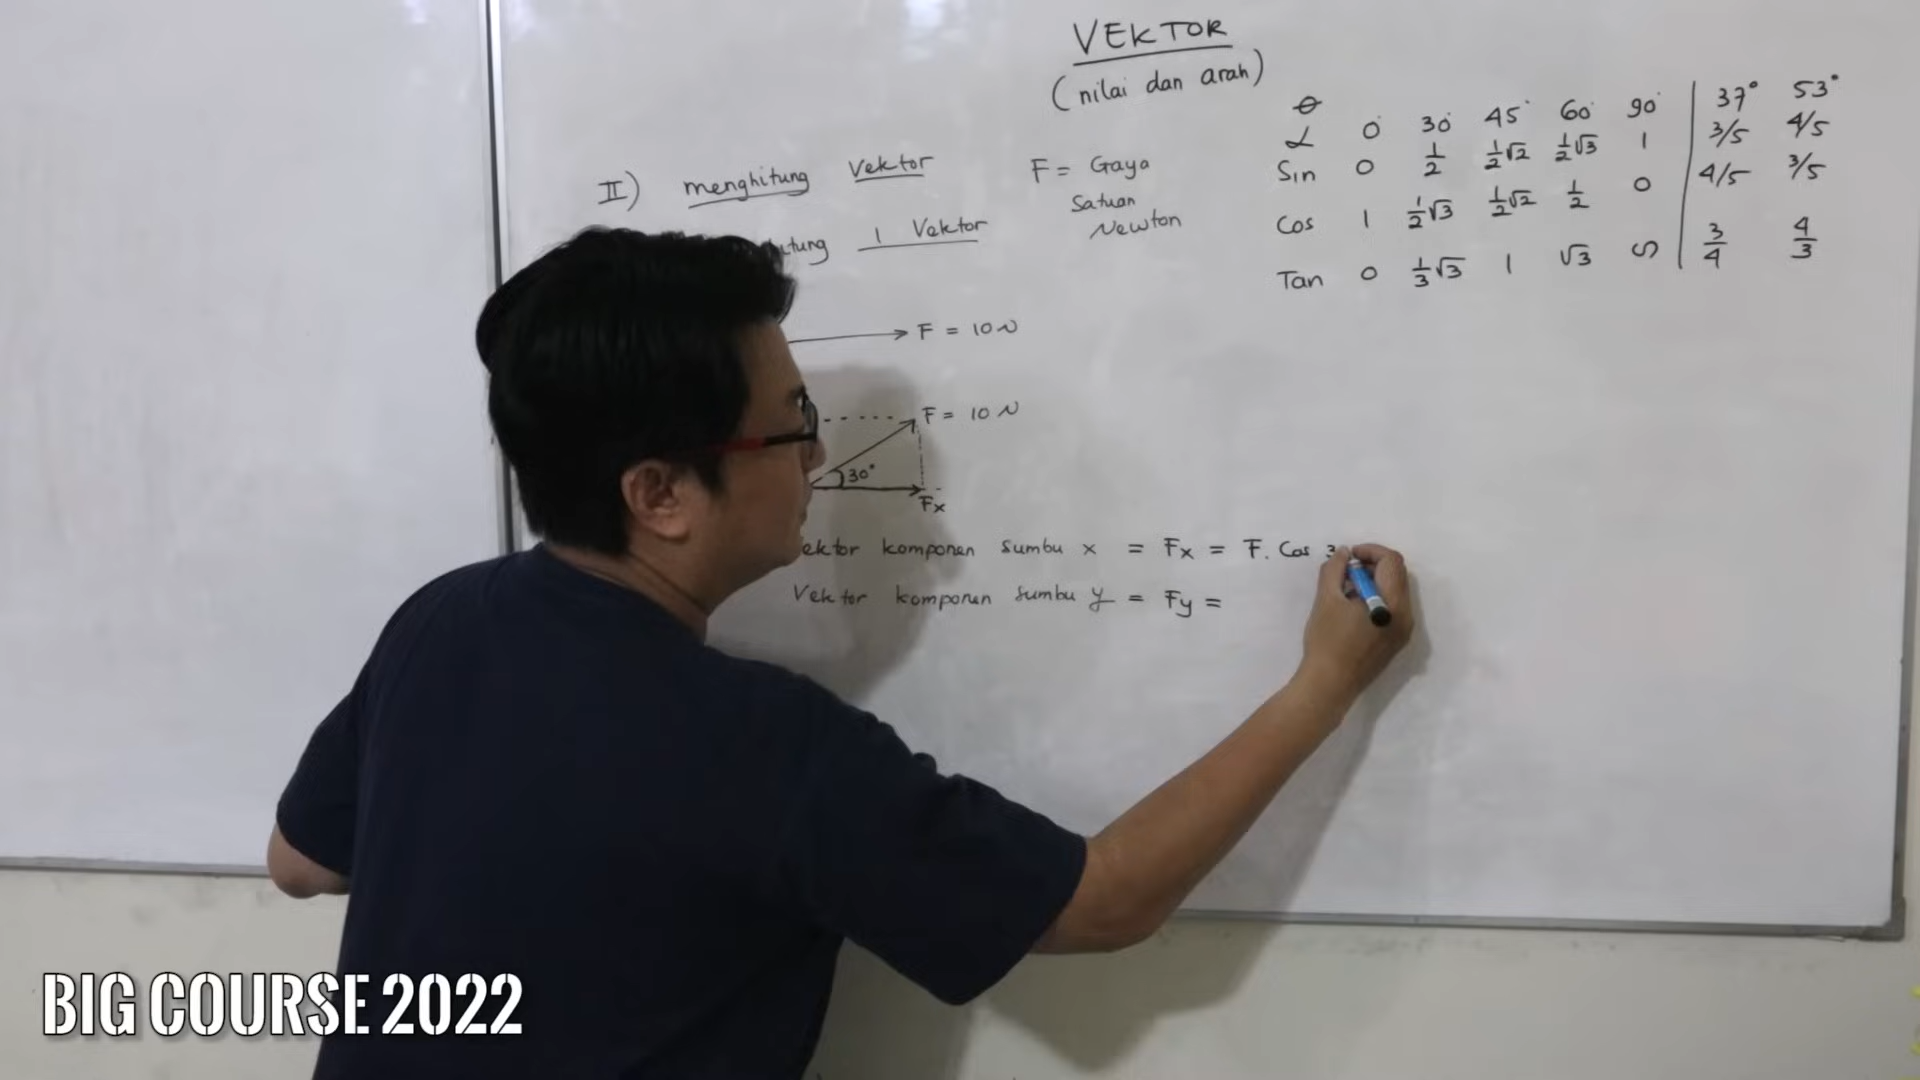 VEKTOR
(nilai dan arah)
II) menghitung Vektor
1 Vektor
F = Gaya
Satuan
Newton
θ
α 0° 30° 45° 60° 90° 37° 53°
Sin 0 1/2 1/2√2 1/2√3 1 3/5 4/5
Cos 1 1/2√3 1/2√2 1/2 0 4/5 3/5
Tan 0 1/3√3 1 √3 ∽ 3/4 4/3
F = 10 N
F = 10 N
30°
Fx
ektor komponen sumbu x = Fx = F. Cos 3
Vektor komponen sumbu y = Fy =
BIG COURSE 2022